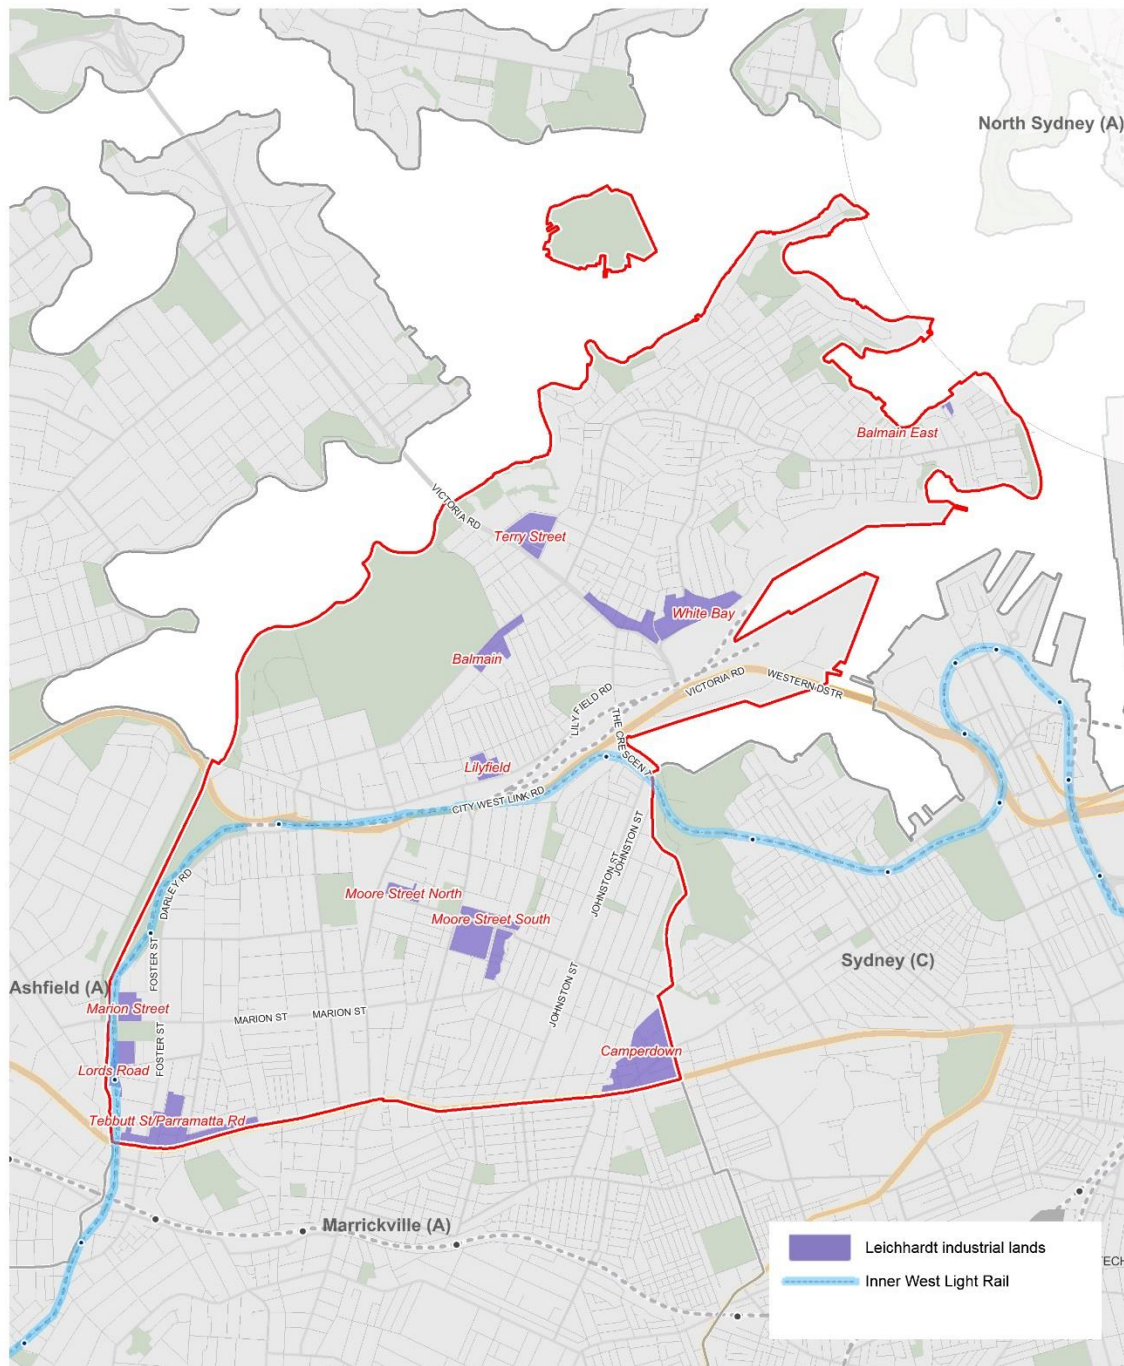 North Sydney (A)
Balmain East
VICTORIA RD
Terry Street
White Bay
Balmain
LILYFIELD RD
VICTORIA RD
WESTERN DSTR
THE CRESCENT
Lilyfield
CITY WEST LINK RD
JOHNSTON ST
JOHNSTON ST
DARLEY RD
Moore Street North
Moore Street South
FOSTER ST
Sydney (C)
Ashfield (A)
JOHNSTON ST
Marion Street
MARION ST
MARION ST
FOSTER ST
Camperdown
Lords Road
Tebbutt St/Parramatta Rd
Marrickville (A)
Leichhardt industrial lands
Inner West Light Rail